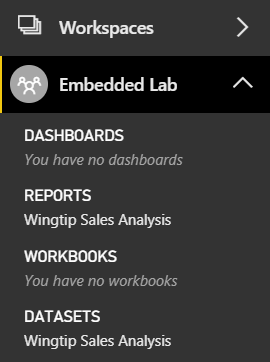 Workspaces
Embedded Lab
DASHBOARDS
You have no dashboards
REPORTS
Wingtip Sales Analysis
WORKBOOKS
You have no workbooks
DATASETS
Wingtip Sales Analysis